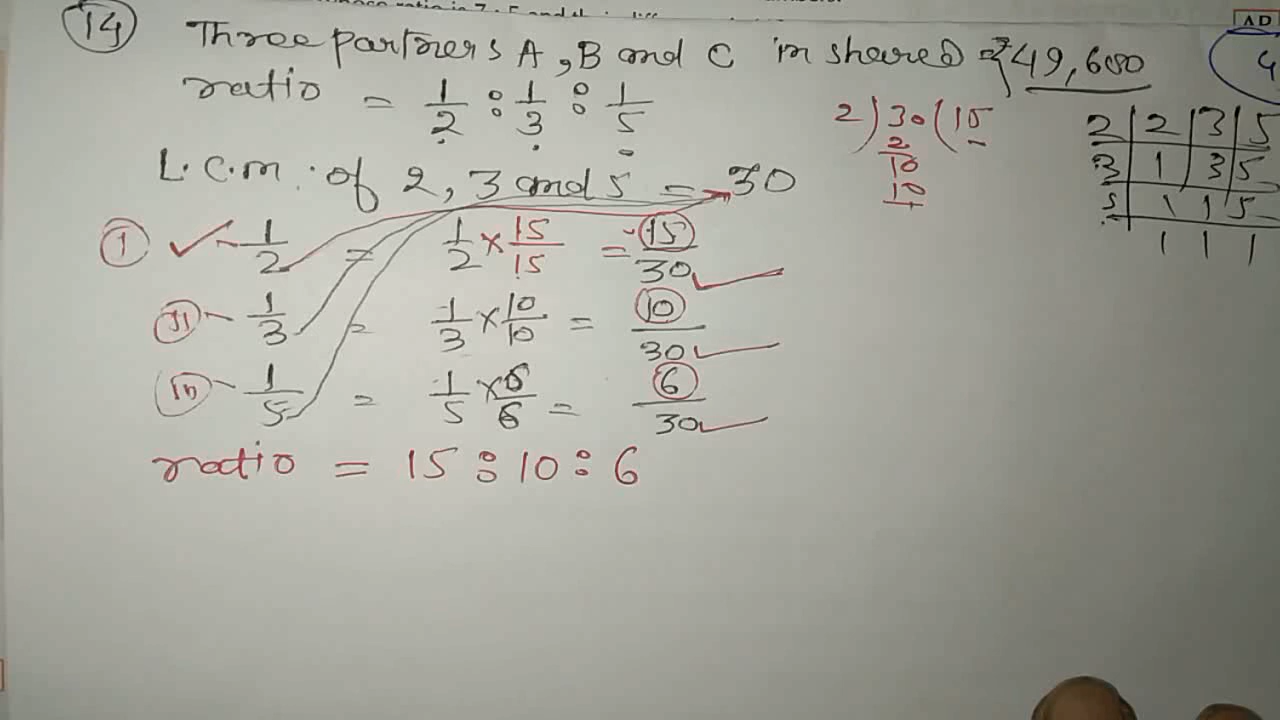 14 Three partners A, B and C in shared ₹49,600
ratio = 1/2 : 1/3 : 1/5
L.C.M. of 2, 3 and 5 = 30
2 ) 30 ( 15
2
10
10
2 | 2 | 3 | 5
3 | 1 | 3 | 5
5 | 1 | 1 | 5
1 | 1 | 1
I 1/2 = 1/2 × 15/15 = 15/30
II 1/3 = 1/3 × 10/10 = 10/30
III 1/5 = 1/5 × 6/6 = 6/30
ratio = 15 : 10 : 6
AD
4